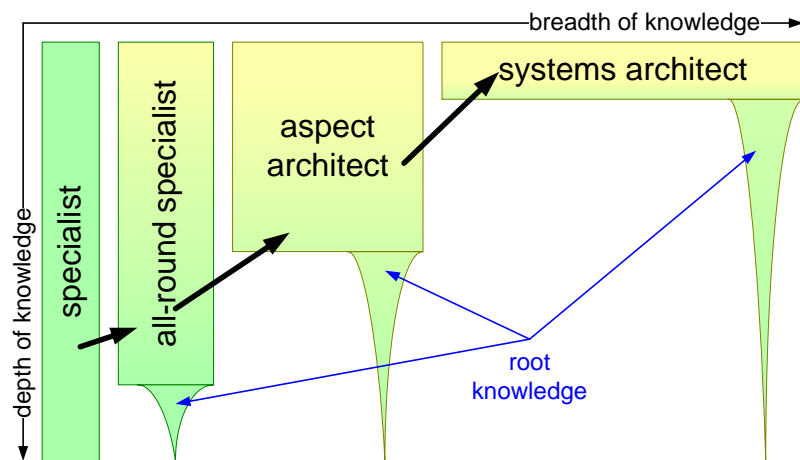 breadth of knowledge
depth of knowledge
specialist
all-round specialist
aspect
architect
systems architect
root
knowledge